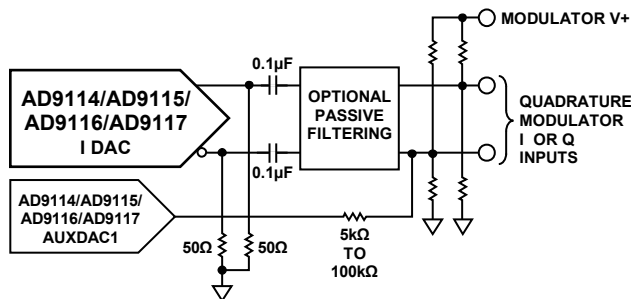 MODULATOR V+
0.1µF
AD9114/AD9115/
AD9116/AD9117
I DAC
OPTIONAL
PASSIVE
FILTERING
QUADRATURE
MODULATOR
I OR Q
INPUTS
0.1µF
AD9114/AD9115/
AD9116/AD9117
AUXDAC1
50Ω
50Ω
5kΩ
TO
100kΩ